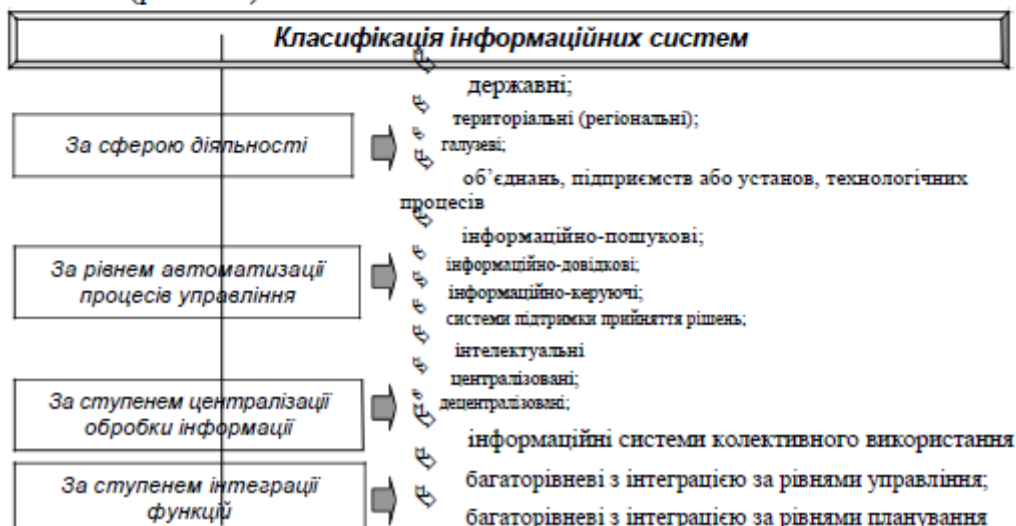 Класифікація інформаційних систем
За сферою діяльності
державні;
територіальні (регіональні);
галузеві;
об’єднань, підприємств або установ, технологічних
процесів
За рівнем автоматизації
процесів управління
інформаційно-пошукові;
інформаційно-довідкові;
інформаційно-керуючі;
системи підтримки прийняття рішень;
інтелектуальні
За ступенем централізації
обробки інформації
централізовані;
децентралізовані;
інформаційні системи колективного використання
За ступенем інтеграції
функцій
багаторівневі з інтеграцією за рівнями управління;
багаторівневі з інтеграцією за рівнями планування